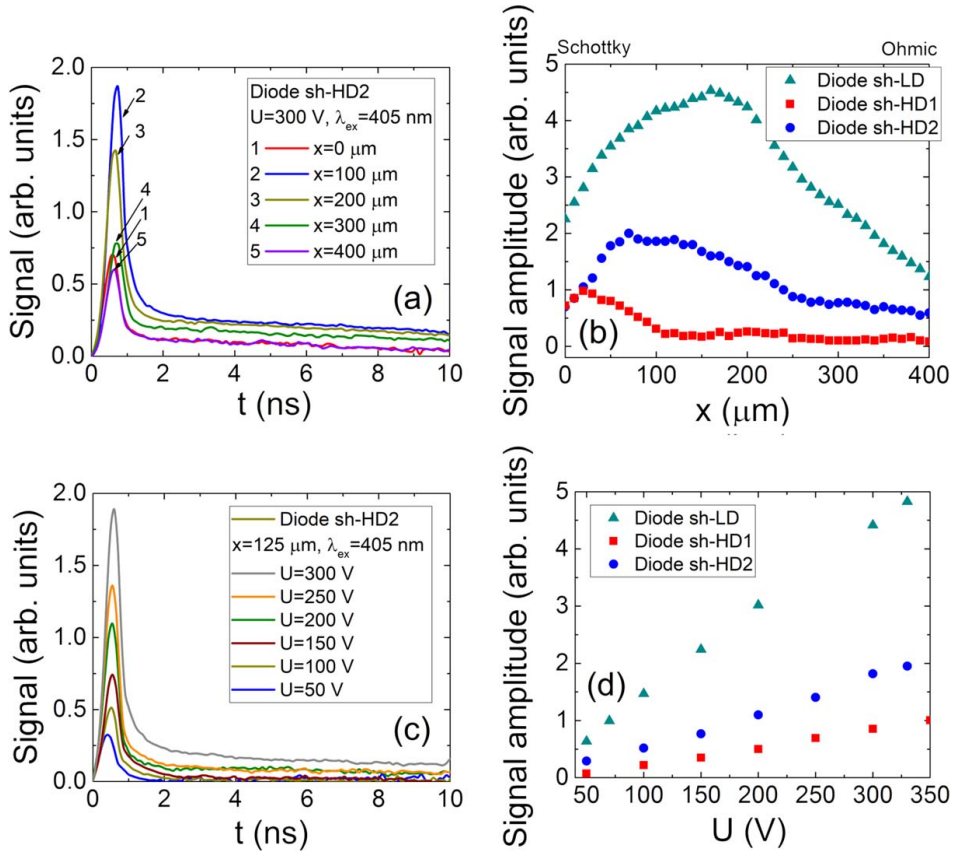 Diode sh-HD2
U=300 V, λex=405 nm
1 x=0 μm
2 x=100 μm
3 x=200 μm
4 x=300 μm
5 x=400 μm
2
3
4
1
5
(a)
2.0
1.5
1.0
0.5
0.0
0 2 4 6 8 10
Signal (arb. units)
t (ns)
Schottky Ohmic
Diode sh-LD
Diode sh-HD1
Diode sh-HD2
(b)
5
4
3
2
1
0
0 100 200 300 400
Signal amplitude (arb. units)
x (μm)
Diode sh-HD2
x=125 μm, λex=405 nm
U=300 V
U=250 V
U=200 V
U=150 V
U=100 V
U=50 V
(c)
2.0
1.5
1.0
0.5
0.0
0 2 4 6 8 10
Signal (arb. units)
t (ns)
Diode sh-LD
Diode sh-HD1
Diode sh-HD2
(d)
5
4
3
2
1
0
50 100 150 200 250 300 350
Signal amplitude (arb. units)
U (V)